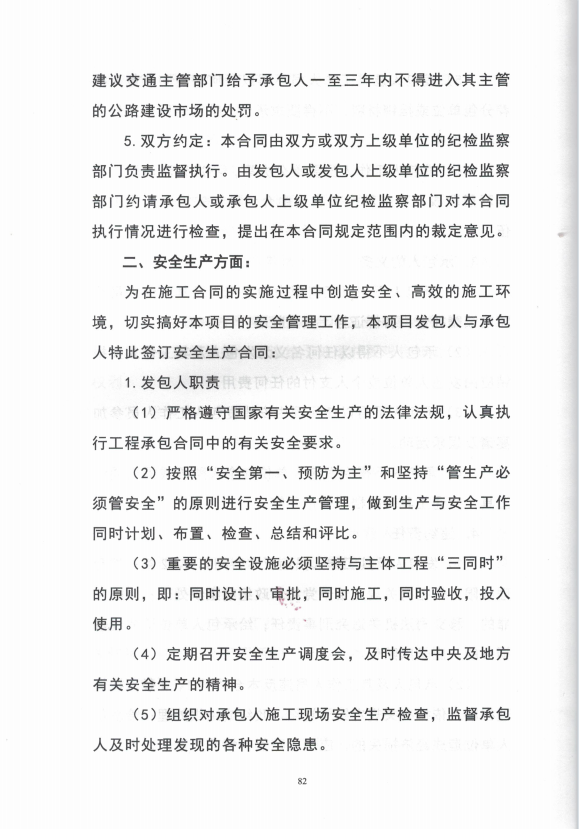 建议交通主管部门给予承包人一至三年内不得进入其主管
的公路建设市场的处罚。
5. 双方约定：本合同由双方或双方上级单位的纪检监察
部门负责监督执行。由发包人或发包人上级单位的纪检监察
部门约请承包人或承包人上级单位纪检监察部门对本合同
执行情况进行检查，提出在本合同规定范围内的裁定意见。
二、安全生产方面：
为在施工合同的实施过程中创造安全、高效的施工环
境，切实搞好本项目的安全管理工作，本项目发包人与承包
人特此签订安全生产合同：
1. 发包人职责
（1）严格遵守国家有关安全生产的法律法规，认真执
行工程承包合同中的有关安全要求。
（2）按照“安全第一、预防为主”和坚持“管生产必
须管安全”的原则进行安全生产管理，做到生产与安全工作
同时计划、布置、检查、总结和评比。
（3）重要的安全设施必须坚持与主体工程“三同时”
的原则，即：同时设计、审批，同时施工，同时验收，投入
使用。
（4）定期召开安全生产调度会，及时传达中央及地方
有关安全生产的精神。
（5）组织对承包人施工现场安全生产检查，监督承包
人及时处理发现的各种安全隐患。
82